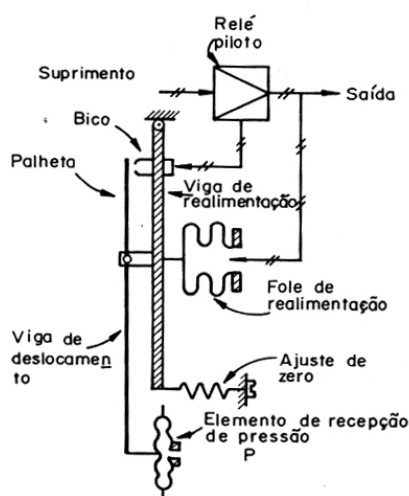 Relé
piloto
Suprimento
Saída
Bico
Palheta
Viga de
realimentação
Fole de
realimentação
Viga de
deslocamen
to
Ajuste de
zero
Elemento de recepção
de pressão
P